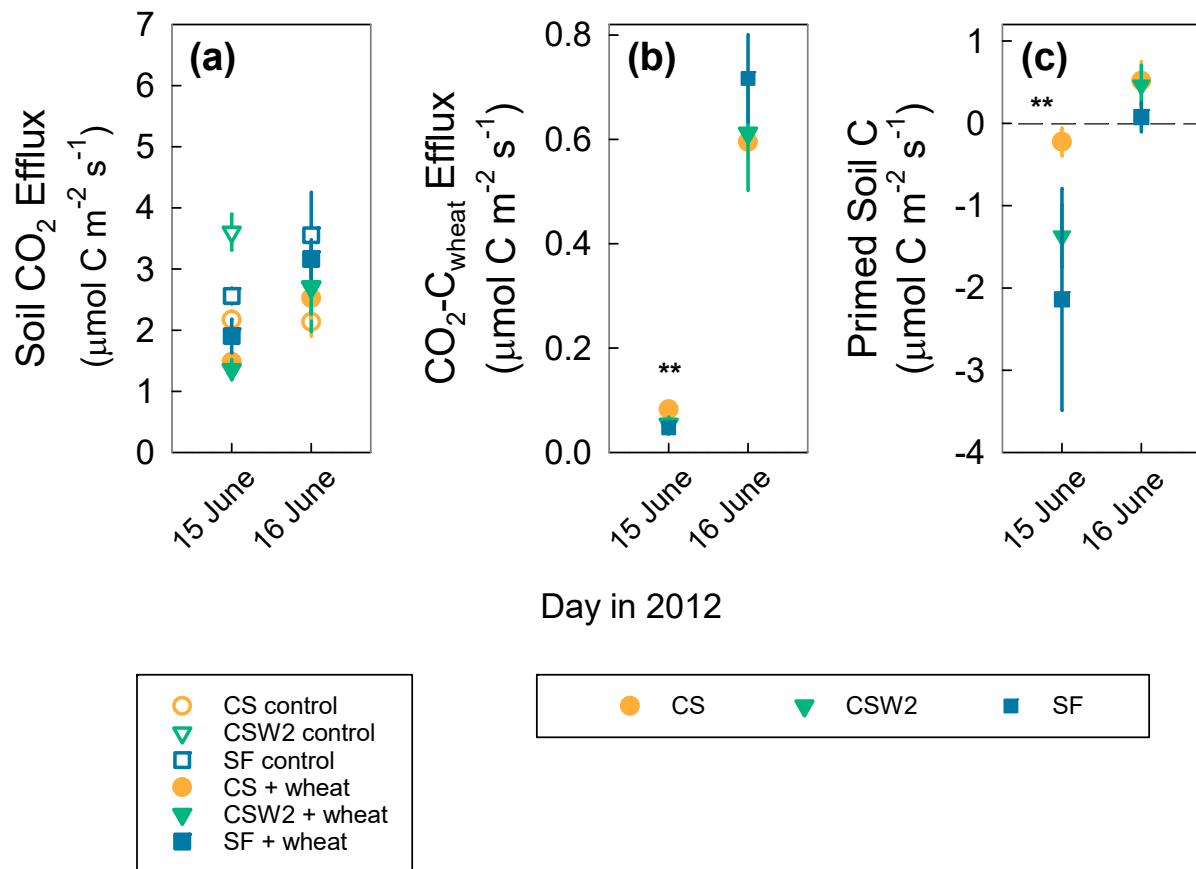 (a)
Soil CO2 Efflux
(μmol C m-2 s-1)
7
6
5
4
3
2
1
0
15 June
16 June
(b)
CO2-Cwheat Efflux
(μmol C m-2 s-1)
0.8
0.6
0.4
0.2
0.0
**
15 June
16 June
(c)
Primed Soil C
(μmol C m-2 s-1)
1
0
-1
-2
-3
-4
**
15 June
16 June
Day in 2012
CS control
CSW2 control
SF control
CS + wheat
CSW2 + wheat
SF + wheat
CS
CSW2
SF